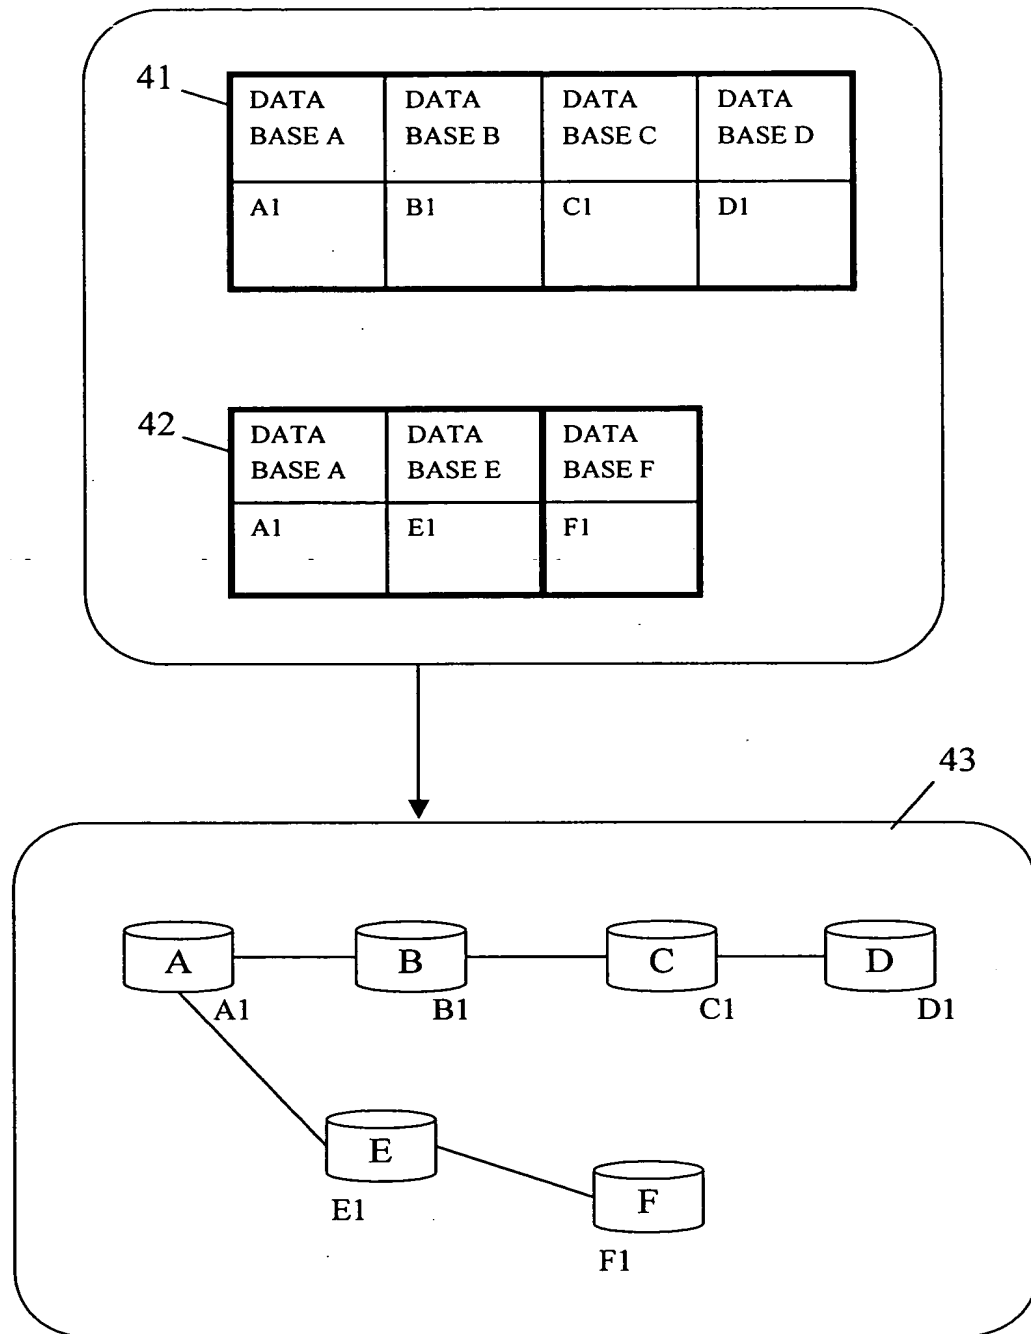 41
DATA BASE A
DATA BASE B
DATA BASE C
DATA BASE D
A1
B1
C1
D1
42
DATA BASE A
DATA BASE E
DATA BASE F
A1
E1
F1
43
A
B
C
D
A1
B1
C1
D1
E
F
E1
F1